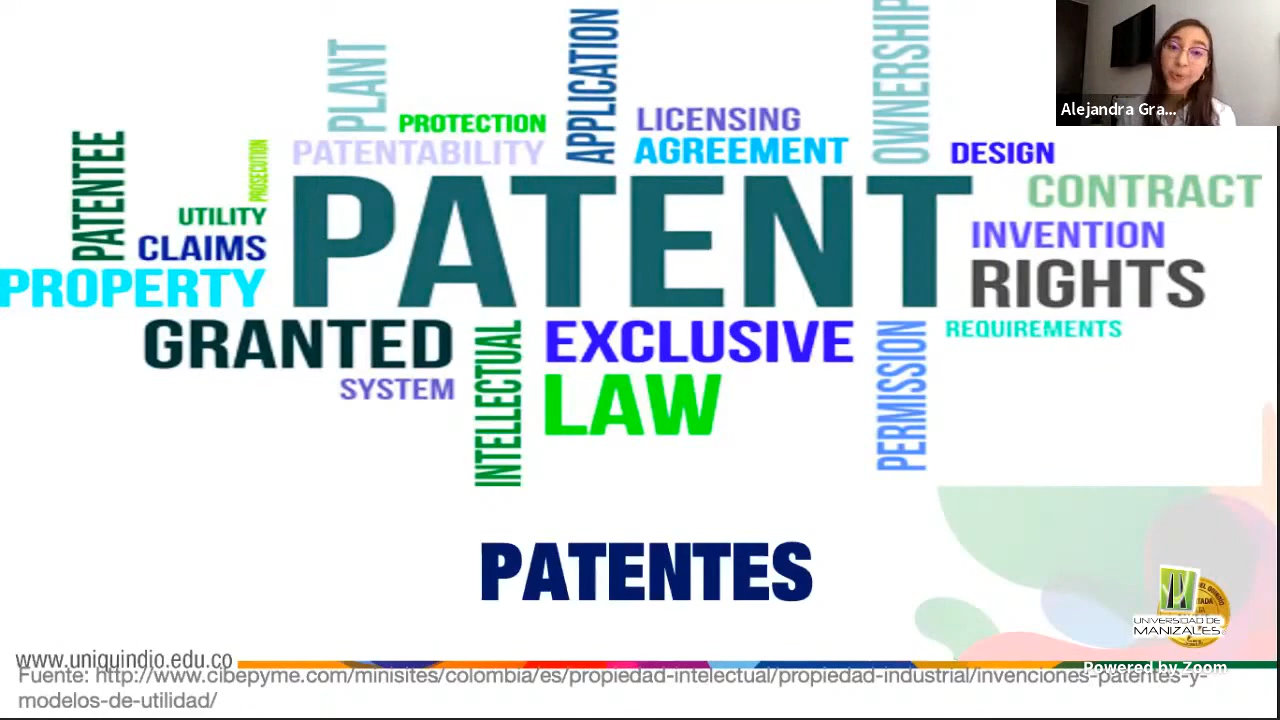 PLANT
APPLICATION
OWNERSHIP
Alejandra Gra...
PATENTEE
PROSECUTION
PROTECTION
LICENSING
PATENTABILITY
AGREEMENT
DESIGN
CONTRACT
UTILITY
CLAIMS
PROPERTY
PATENT
INVENTION
RIGHTS
GRANTED
SYSTEM
INTELLECTUAL
EXCLUSIVE
LAW
PERMISSION
REQUIREMENTS
PATENTES
UNIVERSIDAD DE
MANIZALES
www.uniquindio.edu.co
Powered by Zoom
Fuente: http://www.cibepyme.com/minisites/colombia/es/propiedad-intelectual/propiedad-industrial/invenciones-patentes-y-
modelos-de-utilidad/